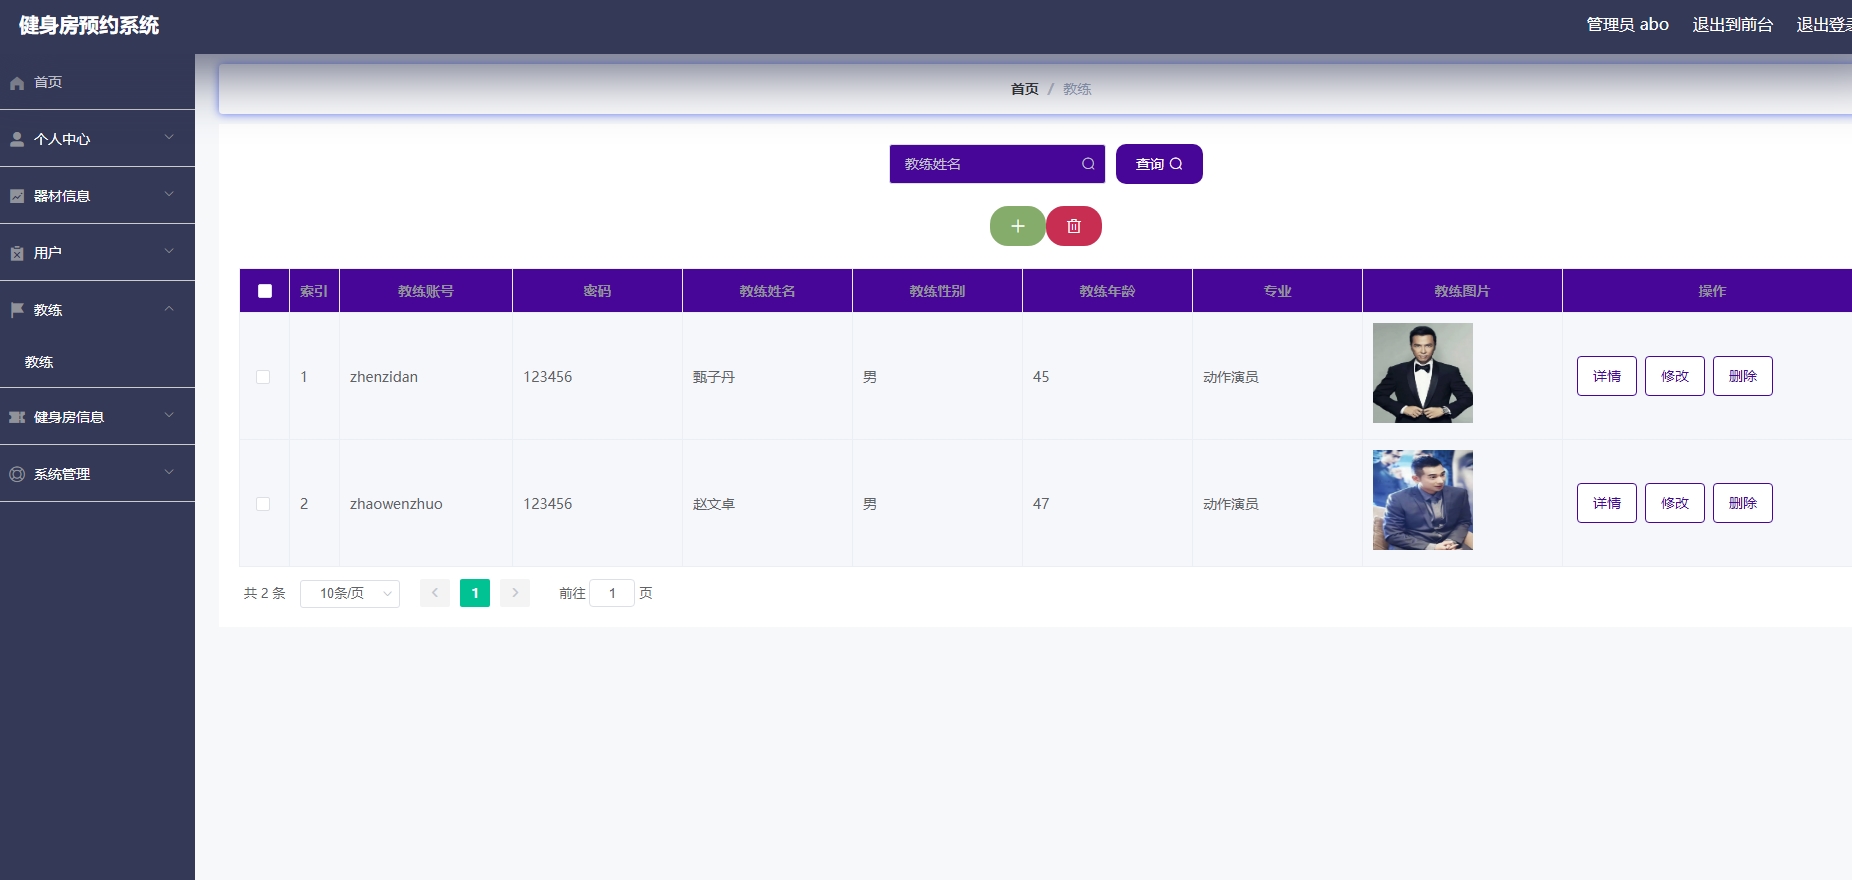 健身房预约系统
管理员 abo 退出到前台 退出登录
首页
个人中心
器材信息
用户
教练
教练
健身房信息
系统管理
首页 / 教练
教练姓名 查询
索引 教练账号 密码 教练姓名 教练性别 教练年龄 专业 教练图片 操作
1 zhenzidan 123456 甄子丹 男 45 动作演员 详情 修改 删除
2 zhaowenzhuo 123456 赵文卓 男 47 动作演员 详情 修改 删除
共 2 条 10条/页 1 前往 1 页